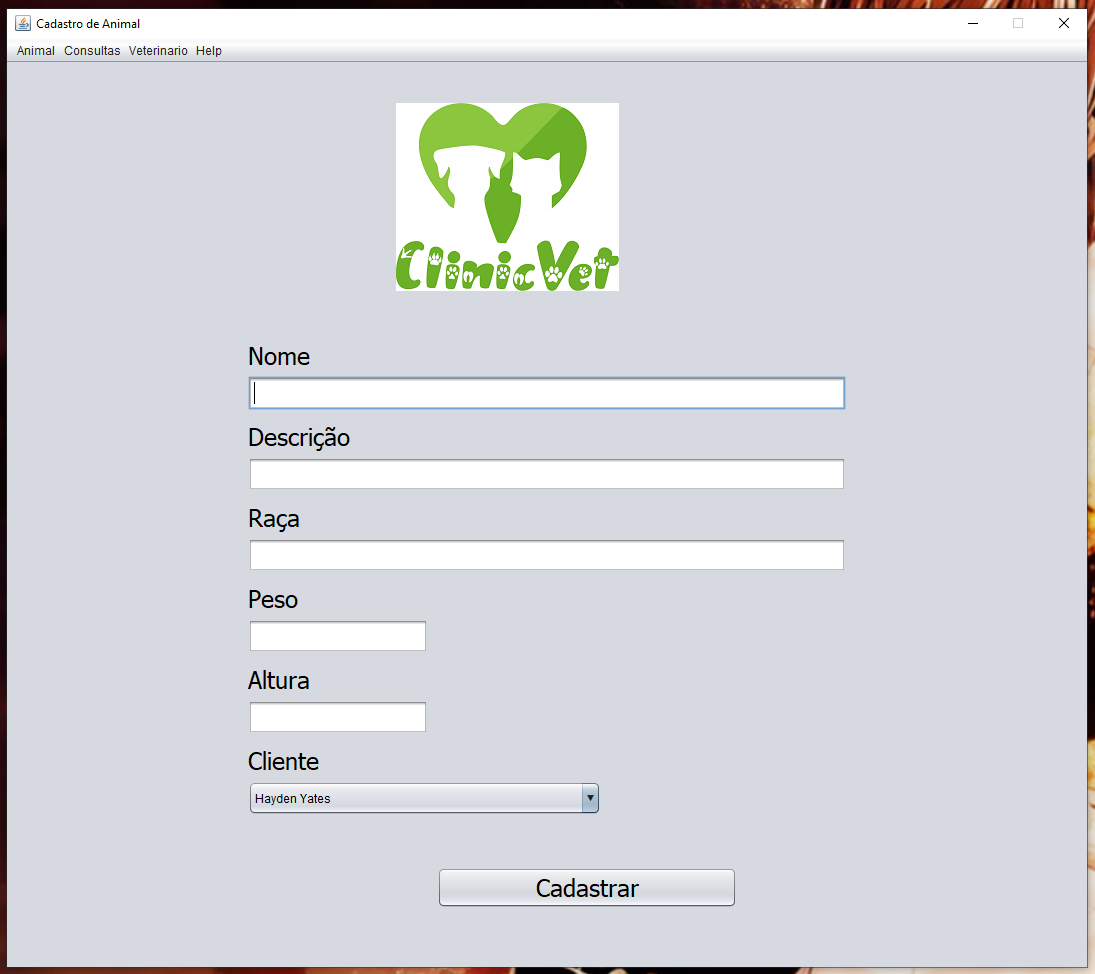 Cadastro de Animal
Animal Consultas Veterinario Help
ClinicVet
Nome
Descrição
Raça
Peso
Altura
Cliente
Hayden Yates
Cadastrar